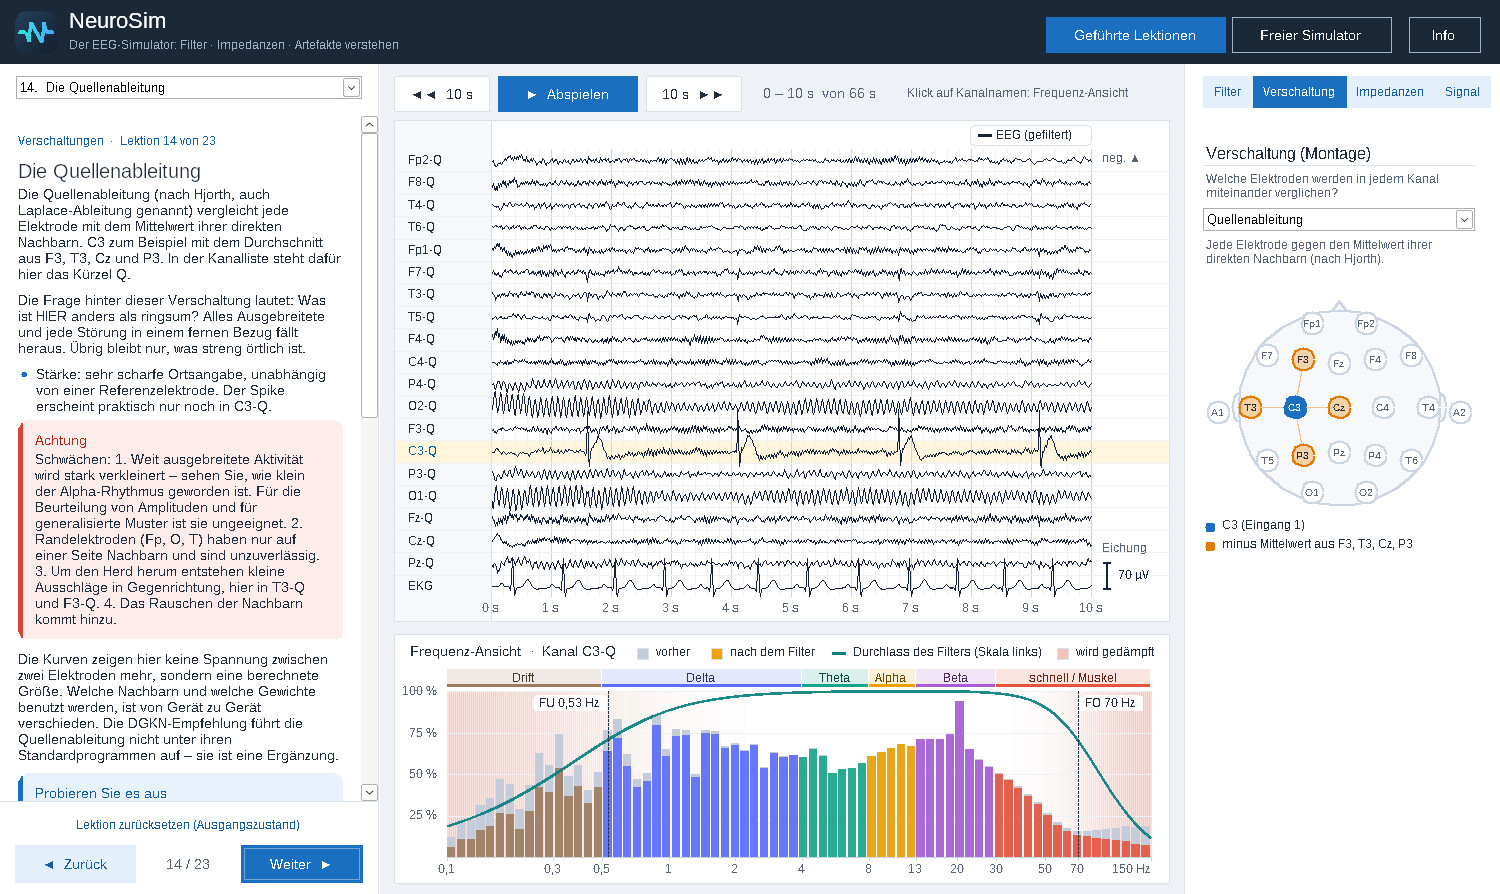 NeuroSim
Der EEG-Simulator: Filter · Impedanzen · Artefakte verstehen
Geführte Lektionen
Freier Simulator
Info
14. Die Quellenableitung
Verschaltungen · Lektion 14 von 23
Die Quellenableitung
Die Quellenableitung (nach Hjorth, auch
Laplace-Ableitung genannt) vergleicht jede
Elektrode mit dem Mittelwert ihrer direkten
Nachbarn. C3 zum Beispiel mit dem Durchschnitt
aus F3, T3, Cz und P3. In der Kanalliste steht dafür
hier das Kürzel Q.
Die Frage hinter dieser Verschaltung lautet: Was
ist HIER anders als ringsum? Alles Ausgebreitete
und jede Störung in einem fernen Bezug fällt
heraus. Übrig bleibt nur, was streng örtlich ist.
• Stärke: sehr scharfe Ortsangabe, unabhängig
von einer Referenzelektrode. Der Spike
erscheint praktisch nur noch in C3-Q.
Achtung
Schwächen: 1. Weit ausgebreitete Aktivität
wird stark verkleinert – sehen Sie, wie klein
der Alpha-Rhythmus geworden ist. Für die
Beurteilung von Amplituden und für
generalisierte Muster ist sie ungeeignet. 2.
Randelektroden (Fp, O, T) haben nur auf
einer Seite Nachbarn und sind unzuverlässig.
3. Um den Herd herum entstehen kleine
Ausschläge in Gegenrichtung, hier in T3-Q
und F3-Q. 4. Das Rauschen der Nachbarn
kommt hinzu.
Die Kurven zeigen hier keine Spannung zwischen
zwei Elektroden mehr, sondern eine berechnete
Größe. Welche Nachbarn und welche Gewichte
benutzt werden, ist von Gerät zu Gerät
verschieden. Die DGKN-Empfehlung führt die
Quellenableitung nicht unter ihren
Standardprogrammen auf – sie ist eine Ergänzung.
Probieren Sie es aus
Lektion zurücksetzen (Ausgangszustand)
◄ Zurück
14 / 23
Weiter ►
◄◄ 10 s
► Abspielen
10 s ►►
0 – 10 s von 66 s
Klick auf Kanalnamen: Frequenz-Ansicht
EEG (gefiltert)
neg. ▲
Fp2-Q
F8-Q
T4-Q
T6-Q
Fp1-Q
F7-Q
T3-Q
T5-Q
F4-Q
C4-Q
P4-Q
O2-Q
F3-Q
C3-Q
P3-Q
O1-Q
Fz-Q
Cz-Q
Pz-Q
EKG
Eichung
70 µV
0 s 1 s 2 s 3 s 4 s 5 s 6 s 7 s 8 s 9 s 10 s
Frequenz-Ansicht · Kanal C3-Q
vorher
nach dem Filter
Durchlass des Filters (Skala links)
wird gedämpft
Drift Delta Theta Alpha Beta schnell / Muskel
100 %
75 %
50 %
25 %
FU 0,53 Hz
FO 70 Hz
0,1 0,3 0,5 1 2 4 8 13 20 30 50 70 150 Hz
Filter
Verschaltung
Impedanzen
Signal
Verschaltung (Montage)
Welche Elektroden werden in jedem Kanal
miteinander verglichen?
Quellenableitung
Jede Elektrode gegen den Mittelwert ihrer
direkten Nachbarn (nach Hjorth).
Fp1 Fp2
F7 F3 Fz F4 F8
A1 T3 C3 Cz C4 T4 A2
T5 P3 Pz P4 T6
O1 O2
C3 (Eingang 1)
minus Mittelwert aus F3, T3, Cz, P3